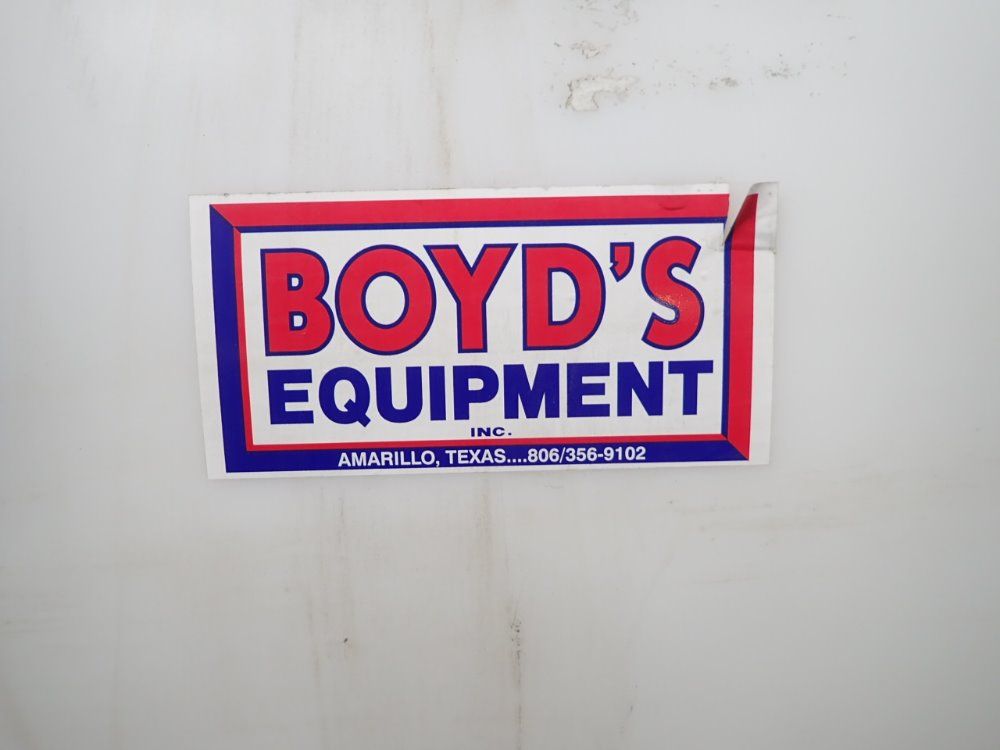 BOYD'S
EQUIPMENT
INC.
AMARILLO, TEXAS....806/356-9102